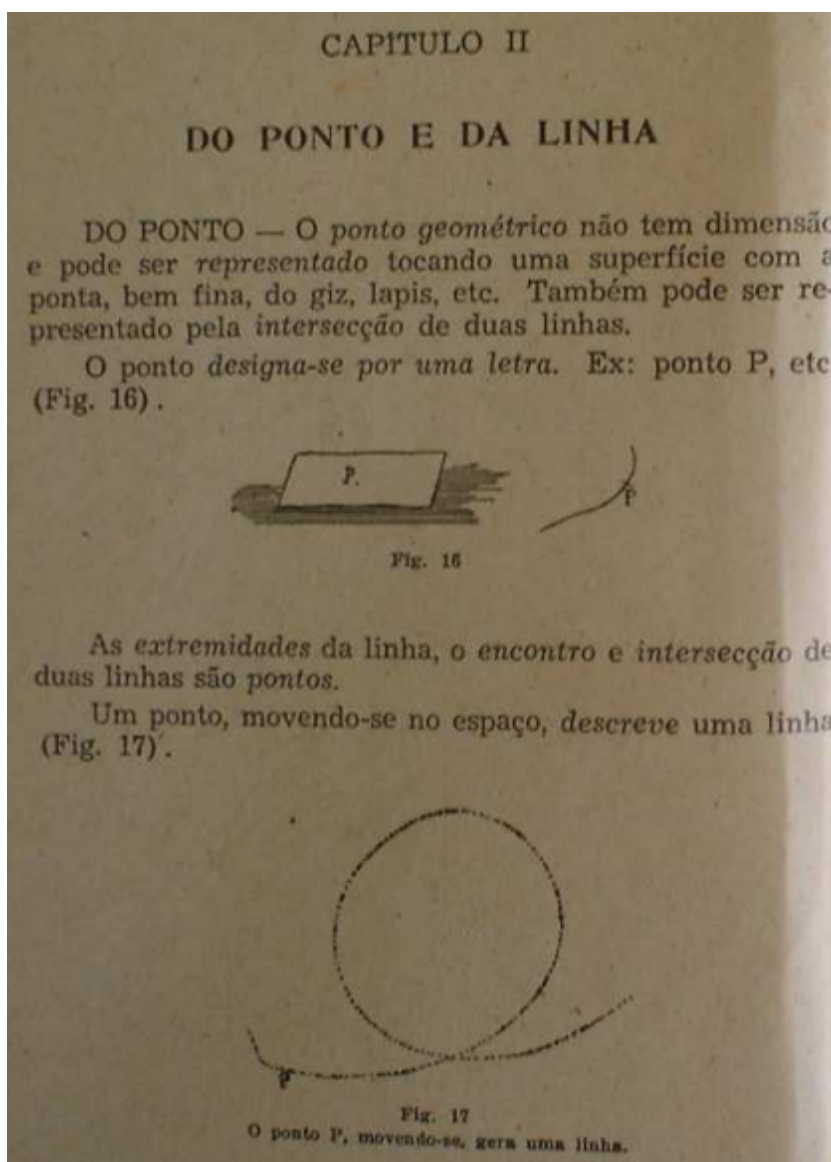 CAPITULO II
DO PONTO E DA LINHA
DO PONTO — O ponto geométrico não tem dimensão
e pode ser representado tocando uma superfície com a
ponta, bem fina, do giz, lapis, etc. Também pode ser re-
presentado pela intersecção de duas linhas.
O ponto designa-se por uma letra. Ex: ponto P, etc
(Fig. 16).
P.
P
Fig. 16
As extremidades da linha, o encontro e intersecção de
duas linhas são pontos.
Um ponto, movendo-se no espaço, descreve uma linha
(Fig. 17).
P
Fig. 17
O ponto P, movendo-se, gera uma linha.